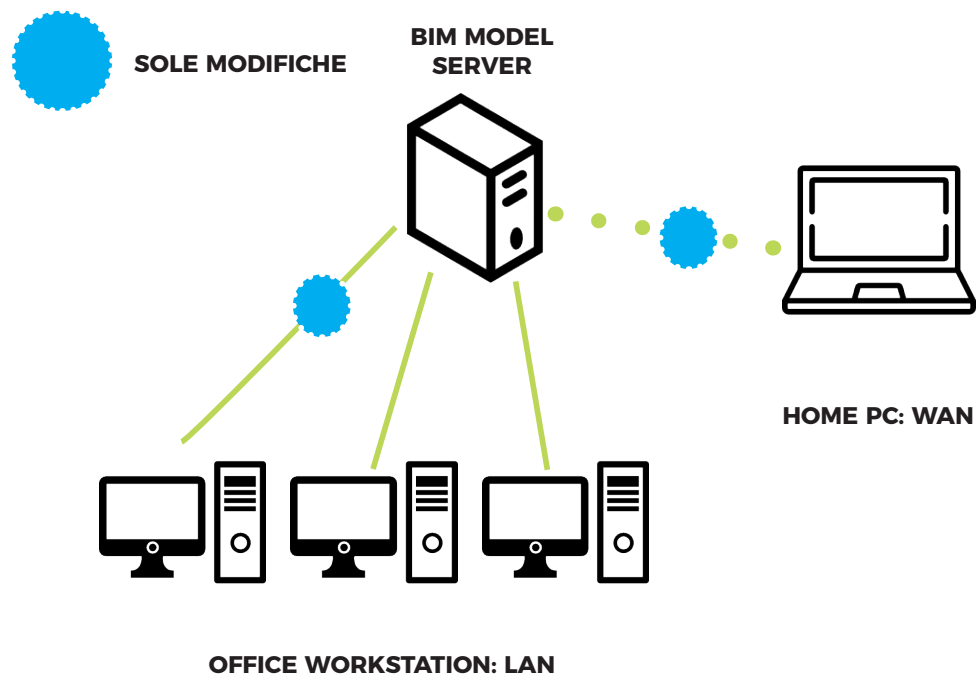 SOLE MODIFICHE
BIM MODEL
SERVER
HOME PC: WAN
OFFICE WORKSTATION: LAN